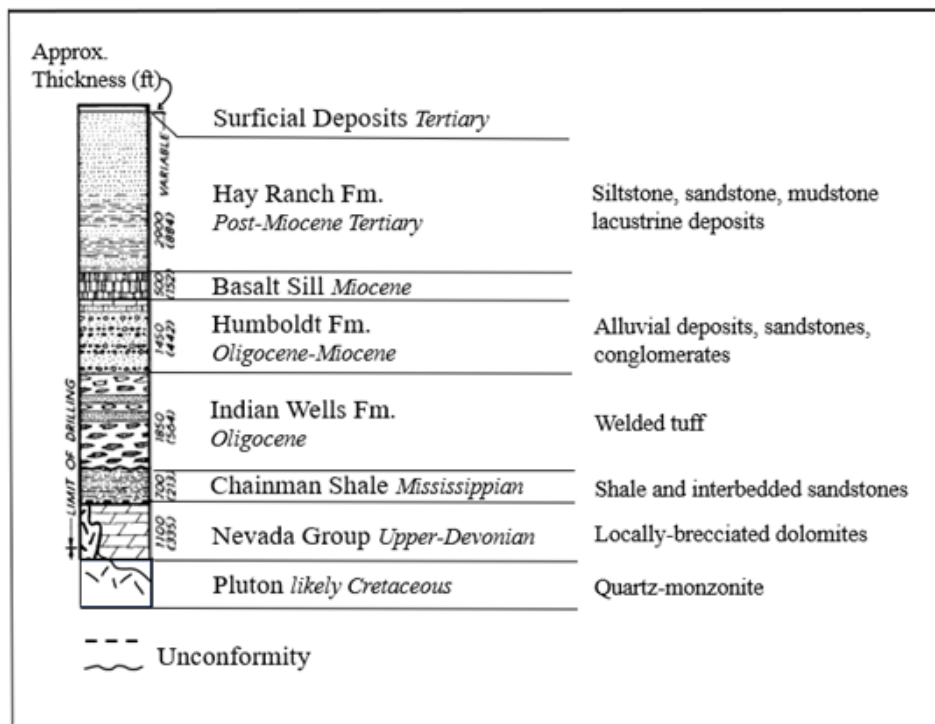 Approx.
Thickness (ft)
Surficial Deposits Tertiary
VARIABLE
Hay Ranch Fm.
Post-Miocene Tertiary
Siltstone, sandstone, mudstone
lacustrine deposits
2900
(884)
Basalt Sill Miocene
500
(152)
Humboldt Fm.
Oligocene-Miocene
Alluvial deposits, sandstones,
conglomerates
1450
(442)
Indian Wells Fm.
Oligocene
Welded tuff
1850
(564)
LIMIT OF DRILLING
Chainman Shale Mississippian
Shale and interbedded sandstones
700
(213)
Nevada Group Upper-Devonian
Locally-brecciated dolomites
1100
(335)
Pluton likely Cretaceous
Quartz-monzonite
Unconformity